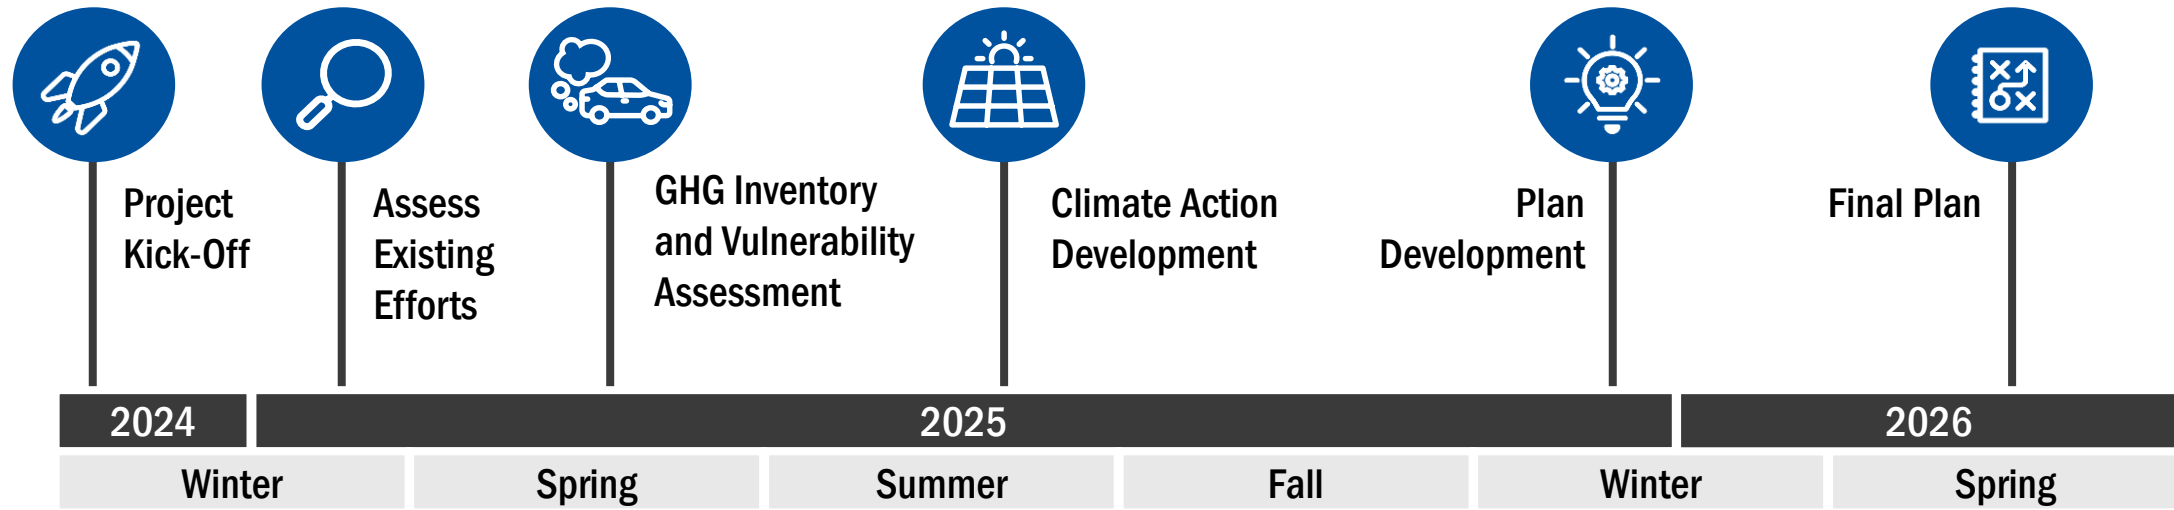 Project
Kick-Off
Assess
Existing
Efforts
GHG Inventory
and Vulnerability
Assessment
Climate Action
Development
Plan
Development
Final Plan
2024
2025
2026
Winter
Spring
Summer
Fall
Winter
Spring